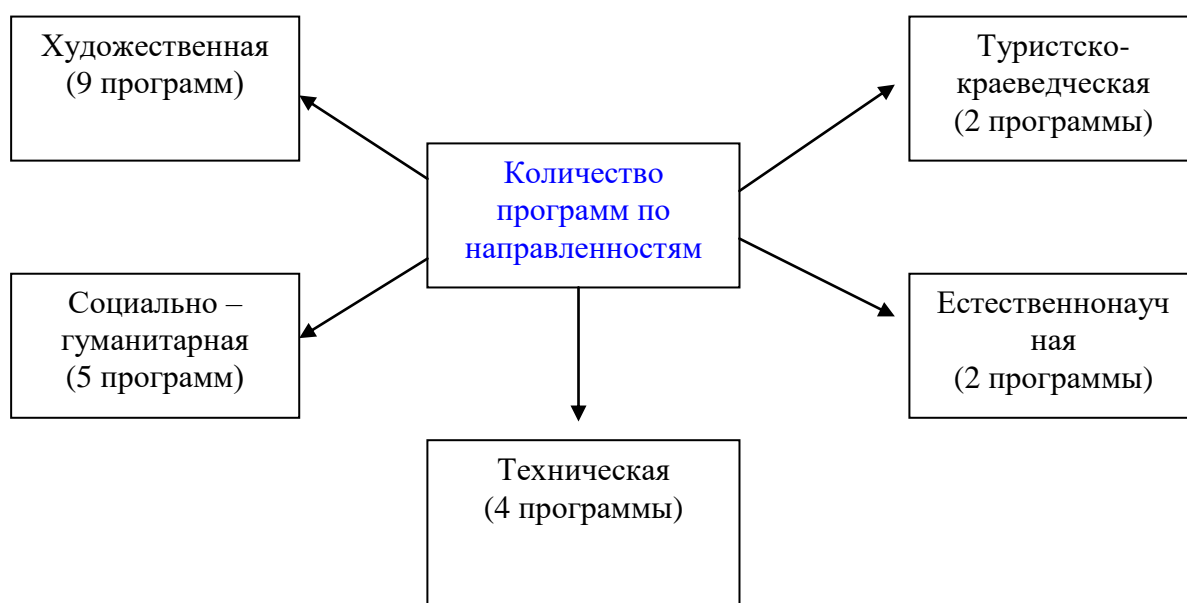 Художественная
(9 программ)
Туристско-
краеведческая
(2 программы)
Количество
программ по
направленностям
Социально –
гуманитарная
(5 программ)
Естественнонауч
ная
(2 программы)
Техническая
(4 программы)